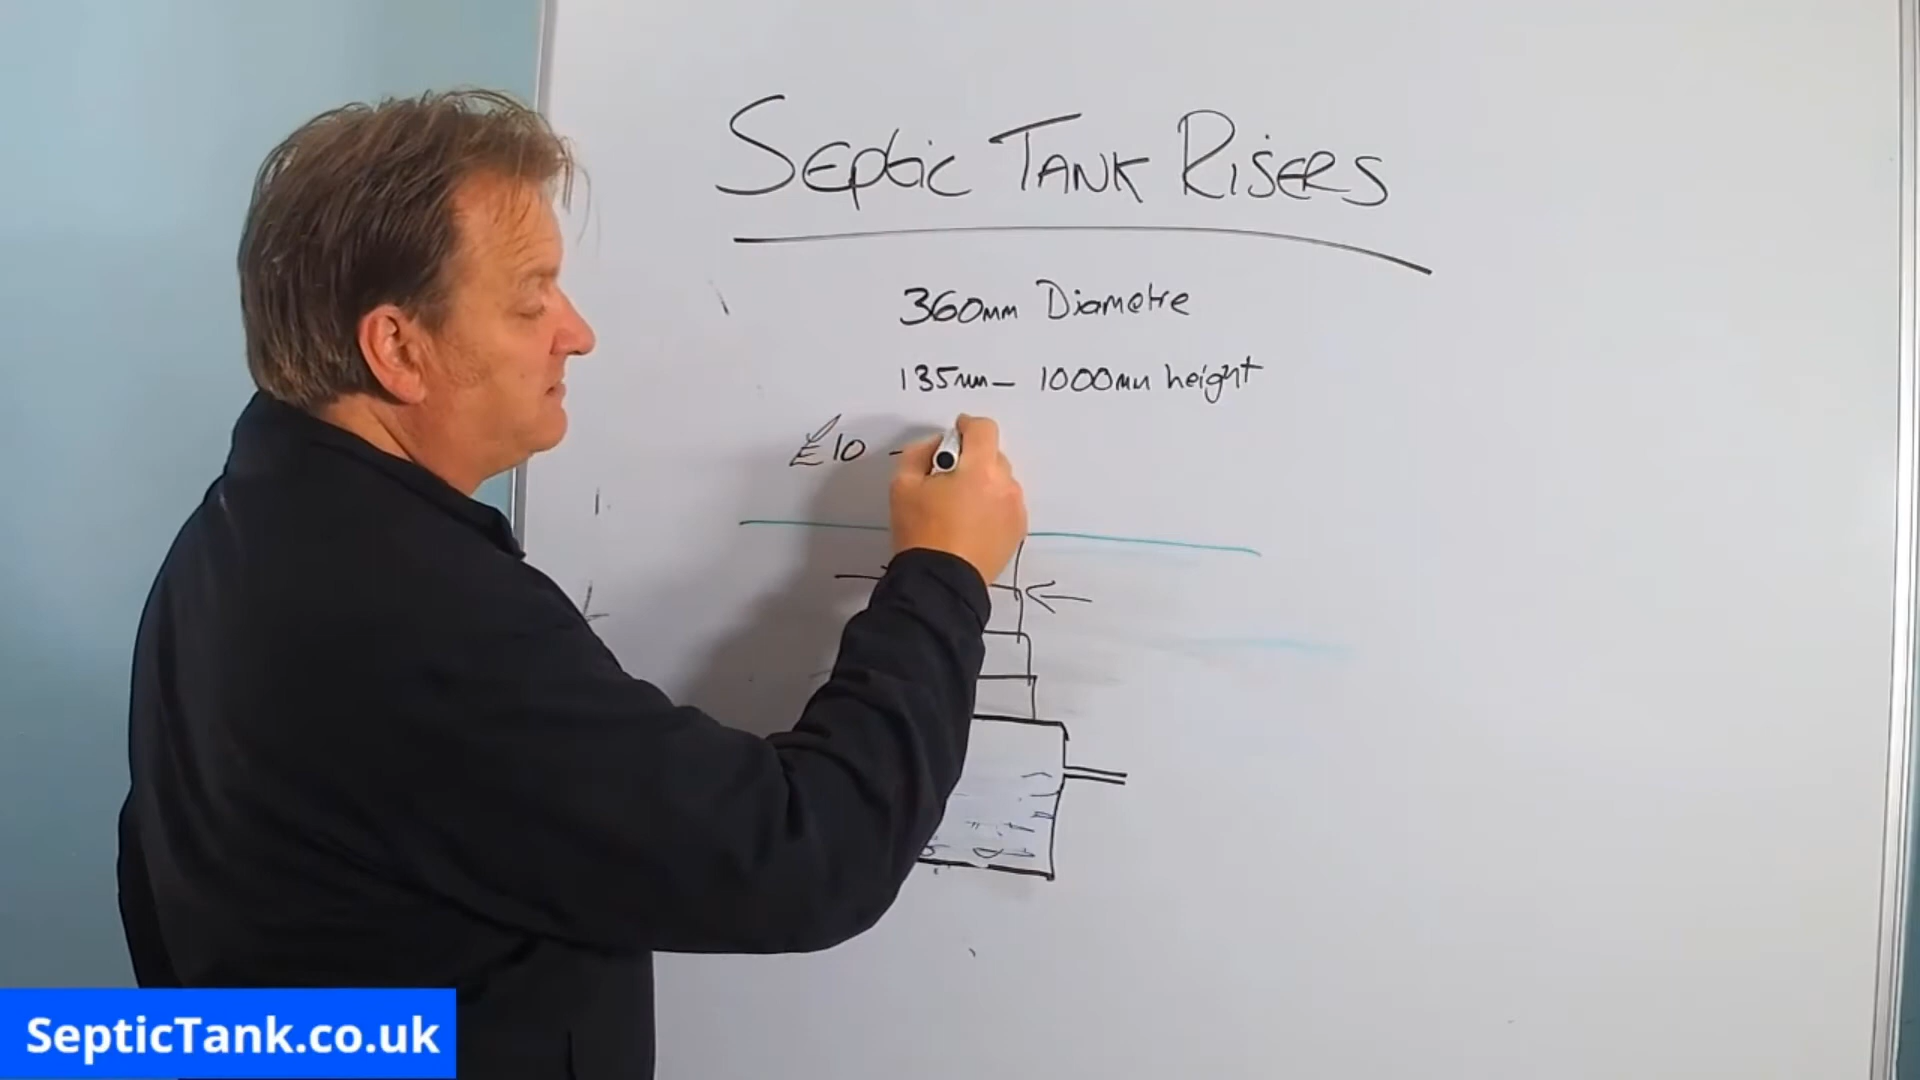 SEPtic TANK RiSERS
360mm Diametre
135mm – 1000mm height
£10 -
SepticTank.co.uk